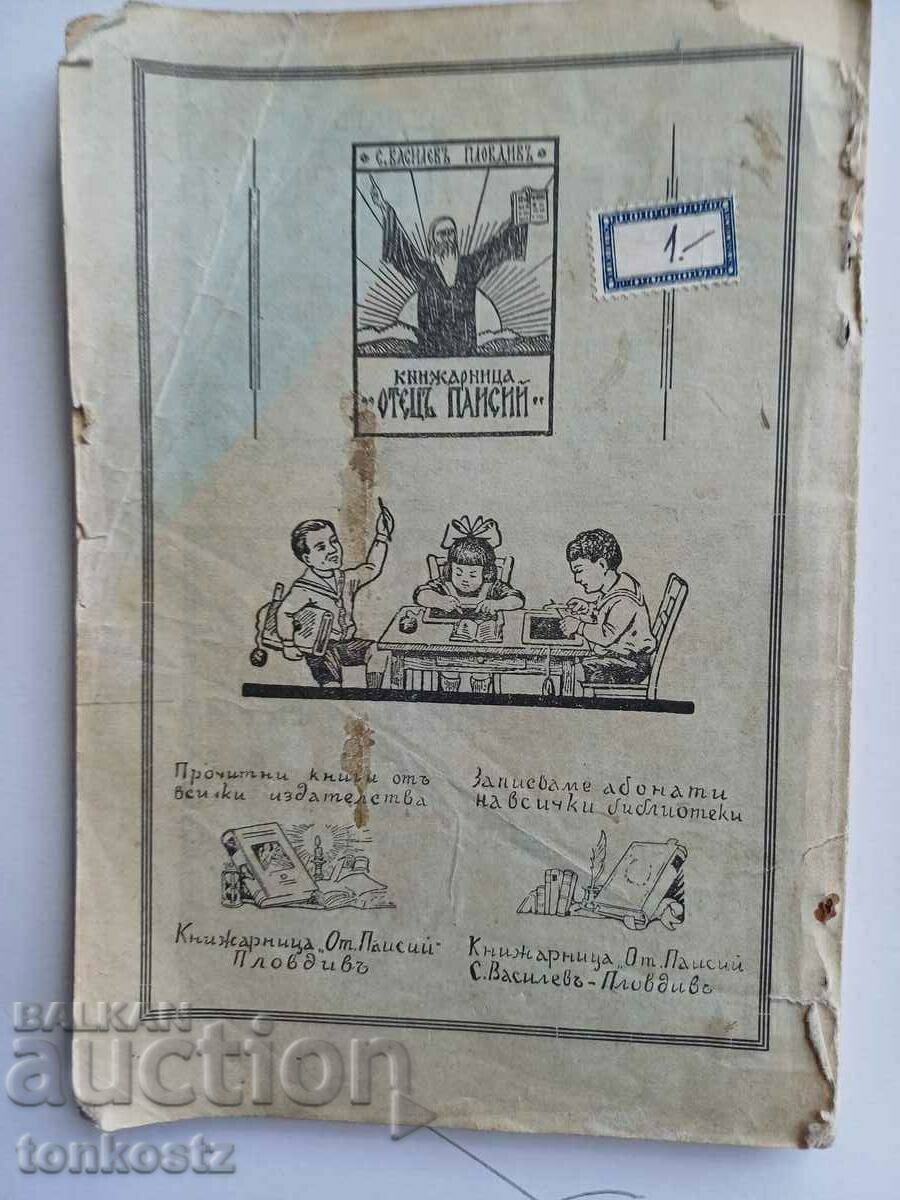 С. ВАСИЛЕВЪ ПЛОВДИВЪ
1.—
КНИЖАРНИЦА
„ОТЕЦЪ ПАИСИЙ“
Прочитни книги отъ
всички издателства
Записваме абонати
на всички библиотеки
Книжарница „От. Паисий“
Пловдивъ
Книжарница „От. Паисий
С. Василевъ – Пловдивъ
BALKAN
auction
tonkostz